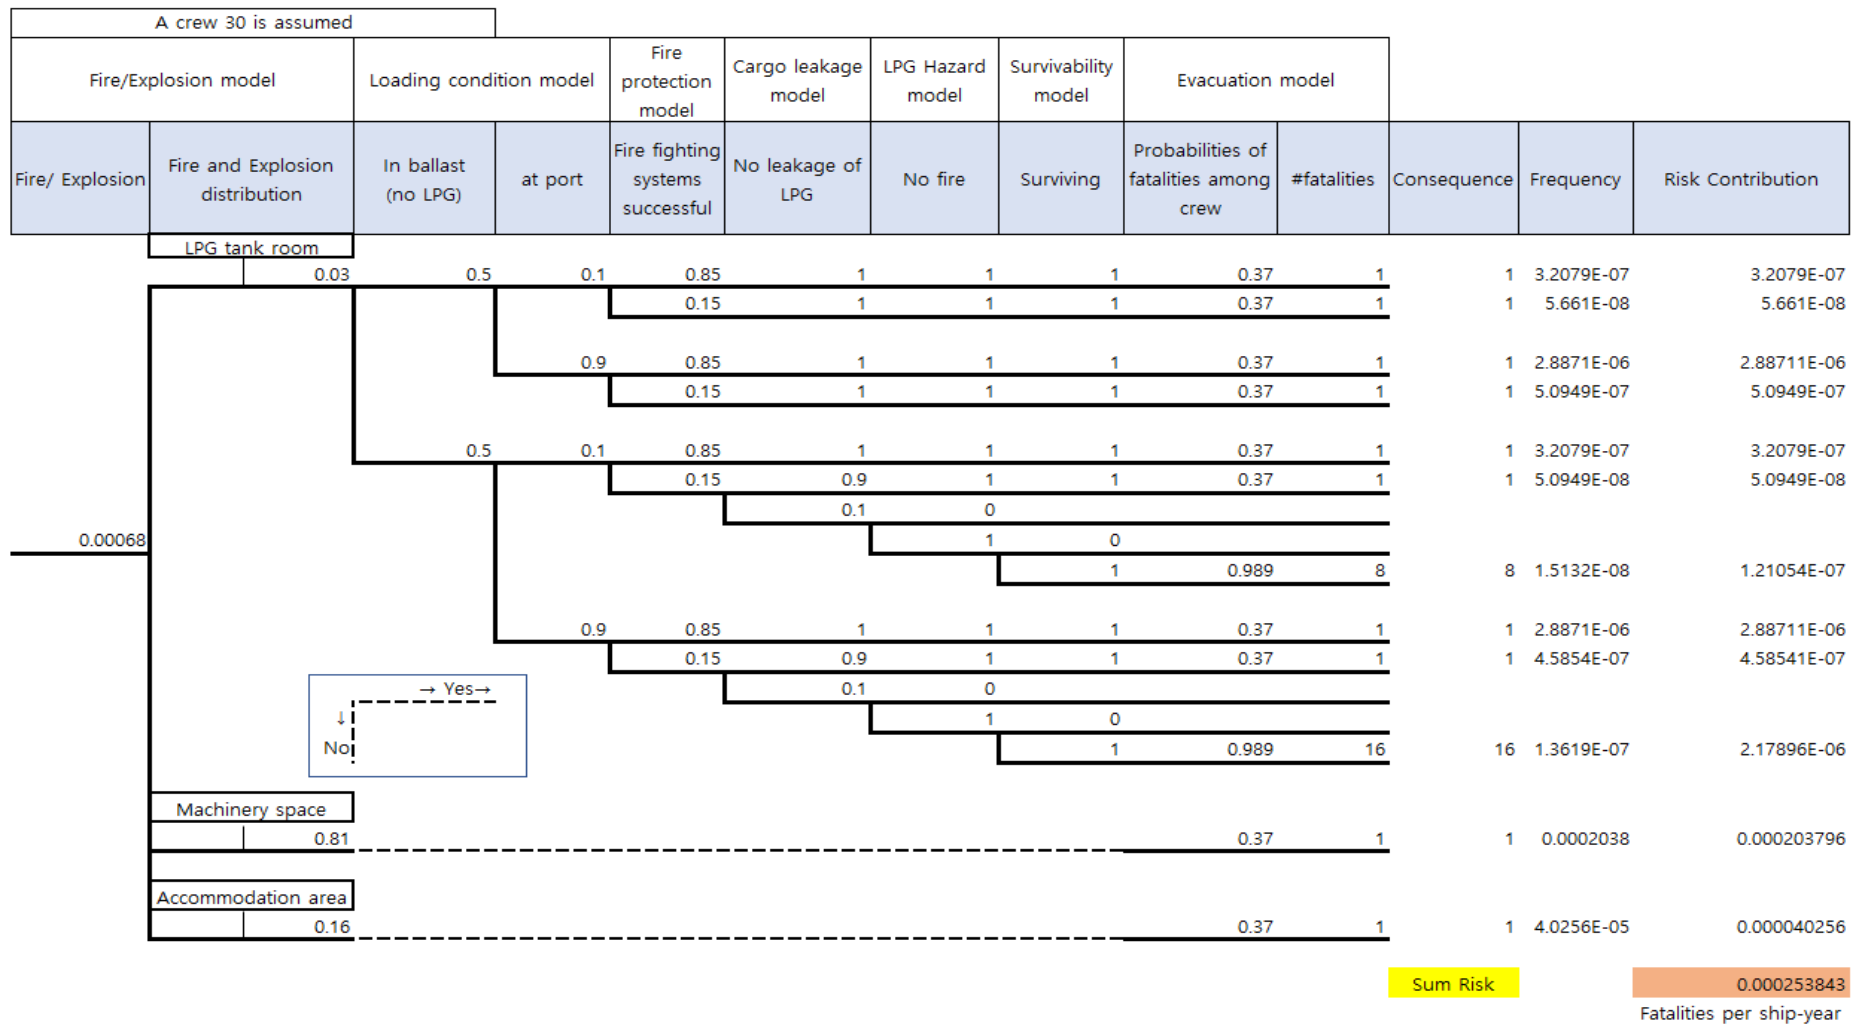 A crew 30 is assumed
Fire/Explosion model
Loading condition model
Fire
protection
model
Cargo leakage
model
LPG Hazard
model
Survivability
model
Evacuation model
Fire/ Explosion
Fire and Explosion
distribution
In ballast
(no LPG)
at port
Fire fighting
systems
successful
No leakage of
LPG
No fire
Surviving
Probabilities of
fatalities among
crew
#fatalities
Consequence
Frequency
Risk Contribution
LPG tank room
0.03 0.5 0.1 0.85 1 1 1 0.37 1 1 3.2079E-07 3.2079E-07
0.15 1 1 1 0.37 1 1 5.661E-08 5.661E-08
0.9 0.85 1 1 1 0.37 1 1 2.8871E-06 2.88711E-06
0.15 1 1 1 0.37 1 1 5.0949E-07 5.0949E-07
0.5 0.1 0.85 1 1 1 0.37 1 1 3.2079E-07 3.2079E-07
0.15 0.9 1 1 0.37 1 1 5.0949E-08 5.0949E-08
0.1 0
0.00068 1 0
1 0.989 8 8 1.5132E-08 1.21054E-07
0.9 0.85 1 1 1 0.37 1 1 2.8871E-06 2.88711E-06
0.15 0.9 1 1 0.37 1 1 4.5854E-07 4.58541E-07
→ Yes→ 0.1 0
↓ 1 0
No 1 0.989 16 16 1.3619E-07 2.17896E-06
Machinery space
0.81 0.37 1 1 0.0002038 0.000203796
Accommodation area
0.16 0.37 1 1 4.0256E-05 0.000040256
Sum Risk 0.000253843
Fatalities per ship-year